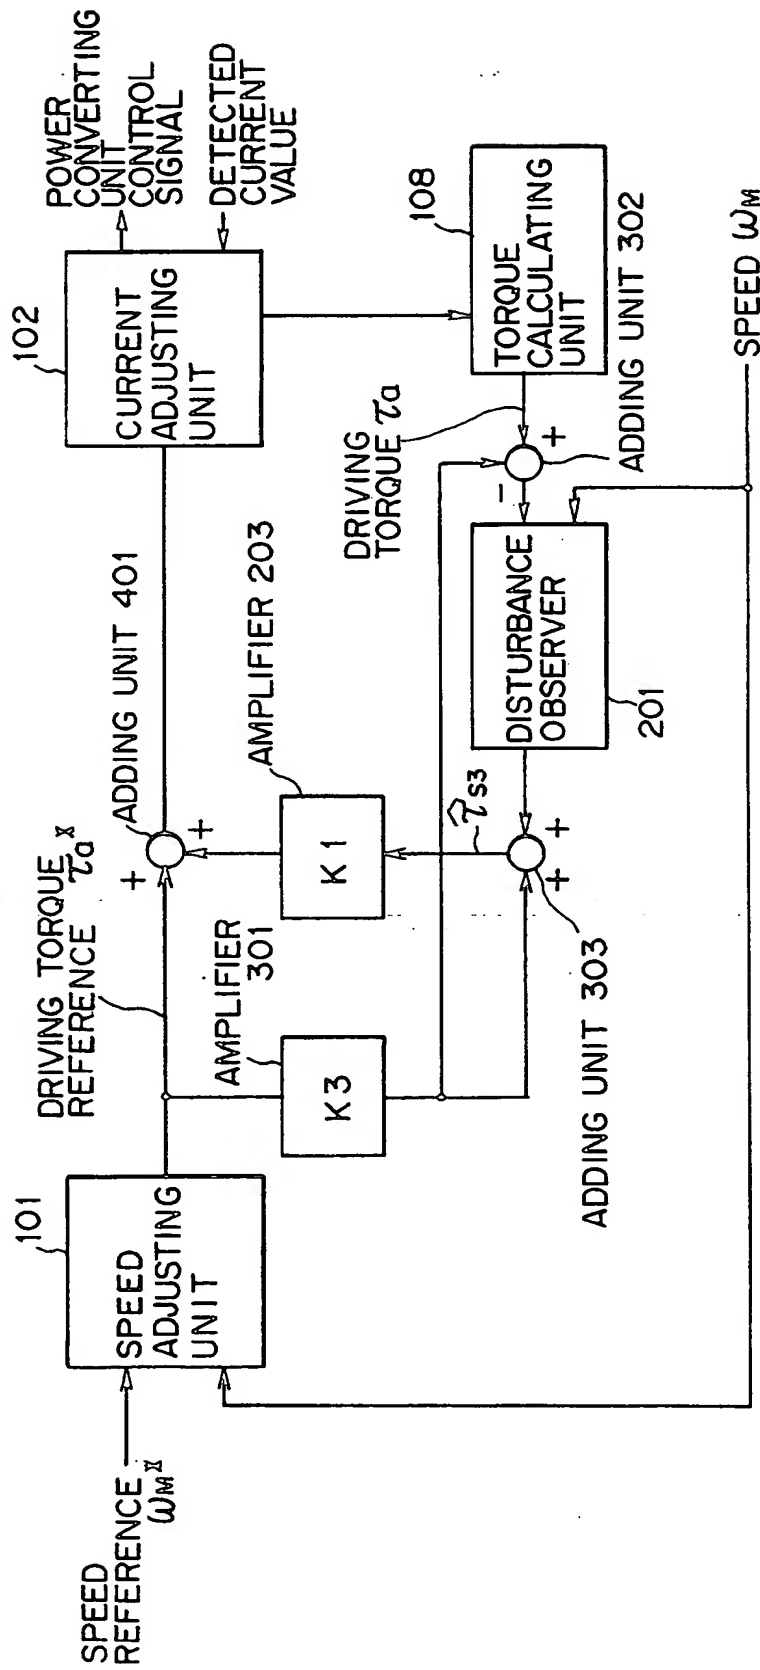 SPEED
REFERENCE
ωM*
101
SPEED
ADJUSTING
UNIT
DRIVING TORQUE
REFERENCE τa*
AMPLIFIER
301
K3
+
+
ADDING UNIT 401
AMPLIFIER 203
K1
τ̂S3
+
+
ADDING UNIT 303
102
CURRENT
ADJUSTING
UNIT
POWER
CONVERTING
UNIT
CONTROL
SIGNAL
DETECTED
CURRENT
VALUE
DRIVING
TORQUE τa
108
TORQUE
CALCULATING
UNIT
+
-
ADDING UNIT 302
DISTURBANCE
OBSERVER
201
SPEED ωM